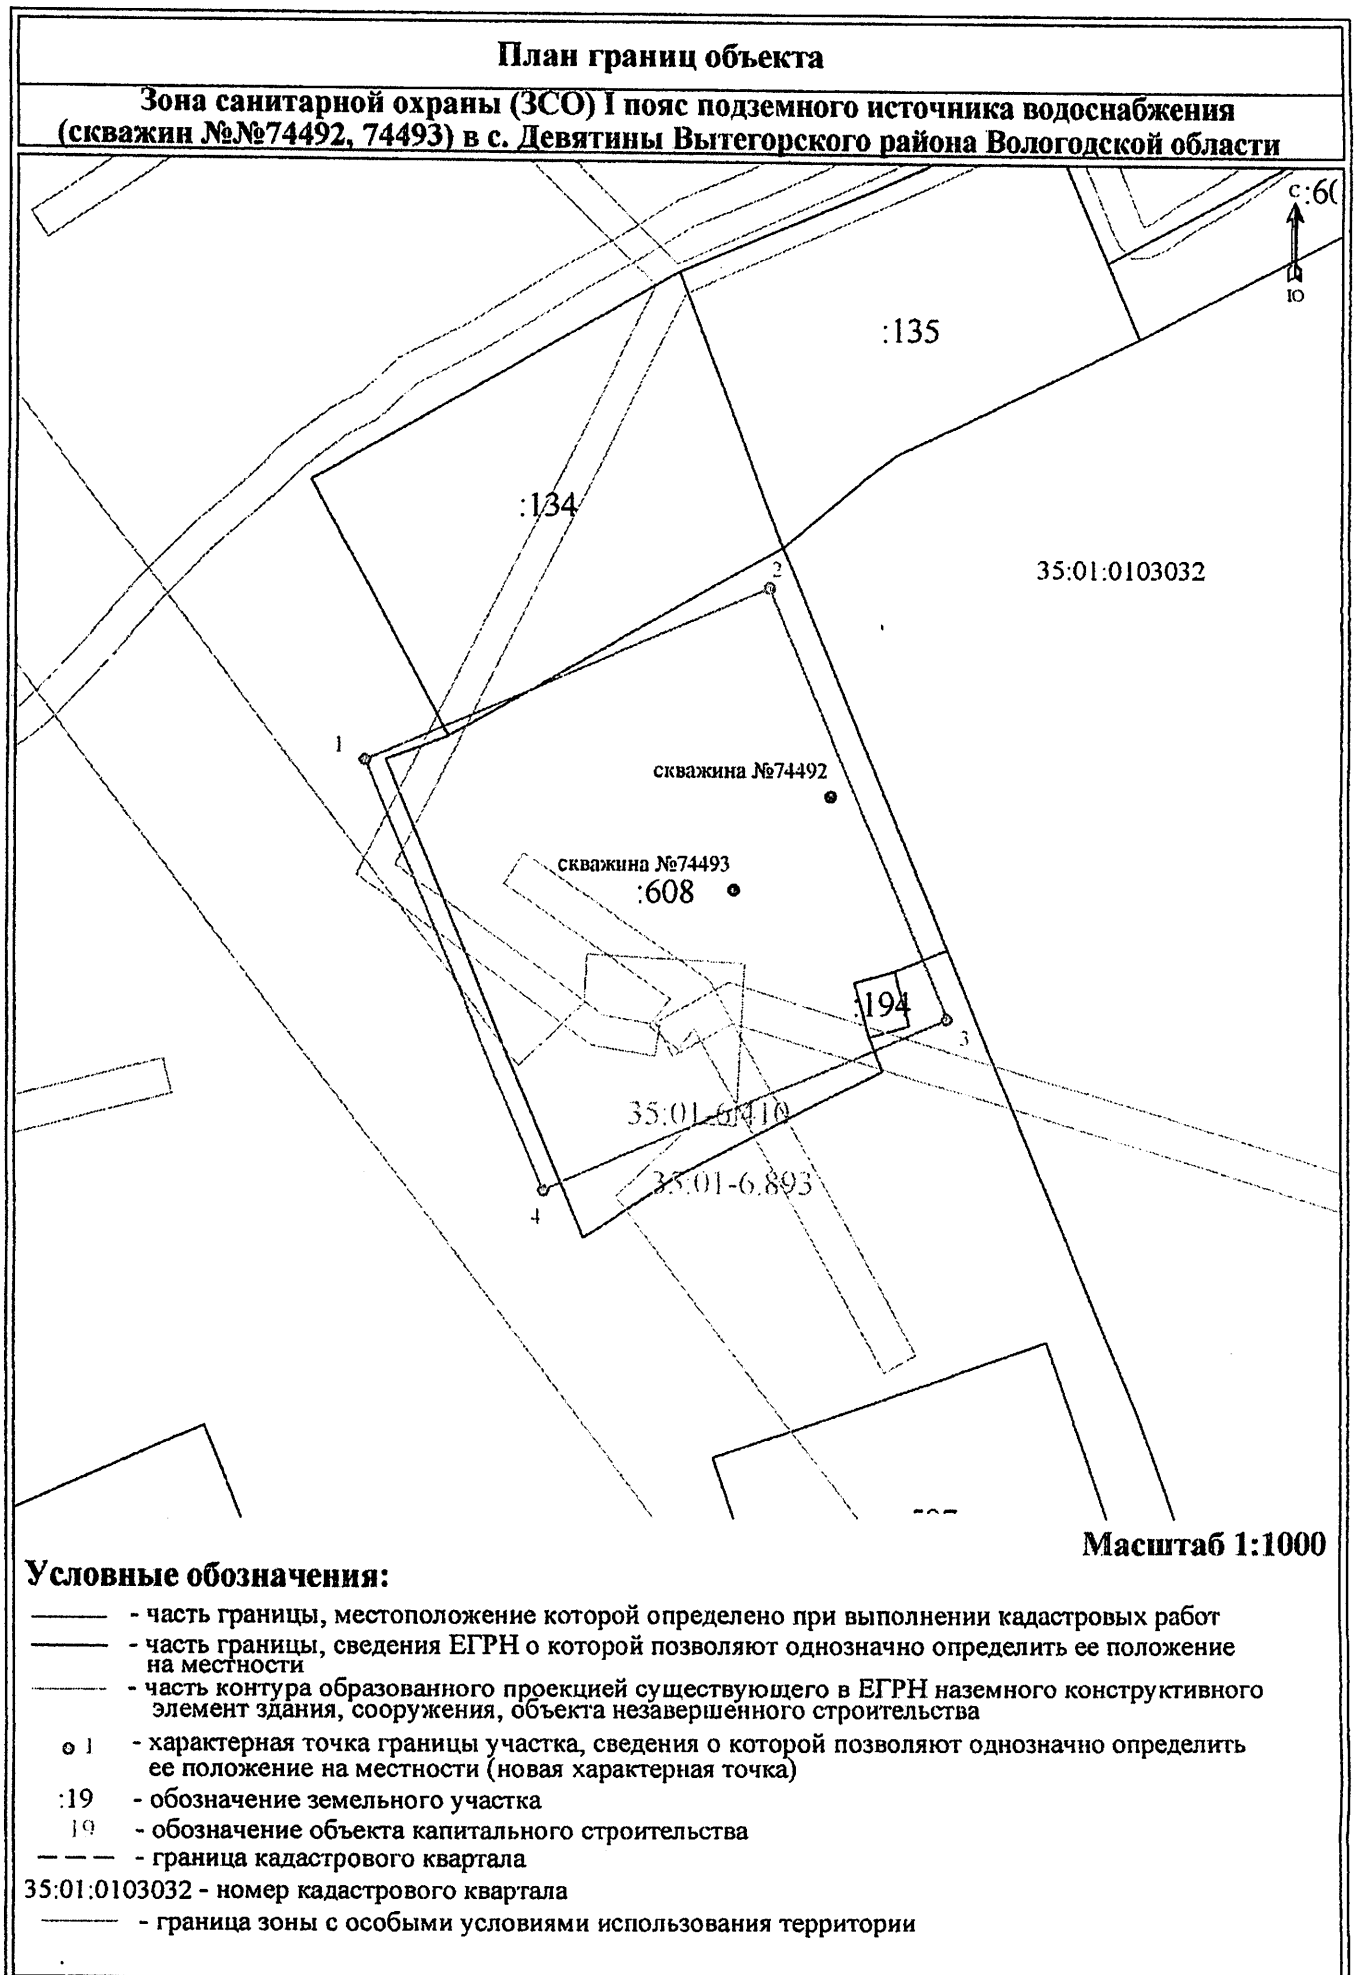 План границ объекта
Зона санитарной охраны (ЗСО) I пояс подземного источника водоснабжения
(скважин №№74492, 74493) в с. Девятины Вытегорского района Вологодской области
С
:60
Ю
:135
:134
2
35:01:0103032
1
скважина №74492
скважина №74493
:608
:194
3
35:01-6.410
35:01-6.893
4
Масштаб 1:1000
Условные обозначения:
- часть границы, местоположение которой определено при выполнении кадастровых работ
- часть границы, сведения ЕГРН о которой позволяют однозначно определить ее положение
на местности
- часть контура образованного проекцией существующего в ЕГРН наземного конструктивного
элемент здания, сооружения, объекта незавершенного строительства
1 - характерная точка границы участка, сведения о которой позволяют однозначно определить
ее положение на местности (новая характерная точка)
:19 - обозначение земельного участка
19 - обозначение объекта капитального строительства
- граница кадастрового квартала
35:01:0103032 - номер кадастрового квартала
- граница зоны с особыми условиями использования территории